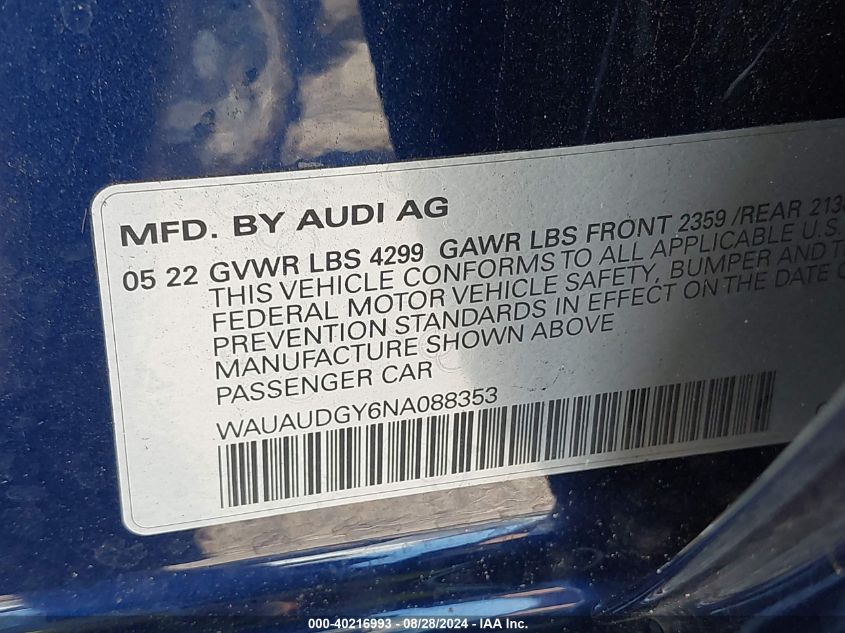 MFD. BY AUDI AG
05 22 GVWR LBS 4299 GAWR LBS FRONT 2359 /REAR
THIS VEHICLE CONFORMS TO ALL APPLICABLE U.S.
FEDERAL MOTOR VEHICLE SAFETY, BUMPER AND
PREVENTION STANDARDS IN EFFECT ON THE DATE
MANUFACTURE SHOWN ABOVE
PASSENGER CAR
WAUAUDGY6NA088353
000-40216993 - 08/28/2024 - IAA Inc.